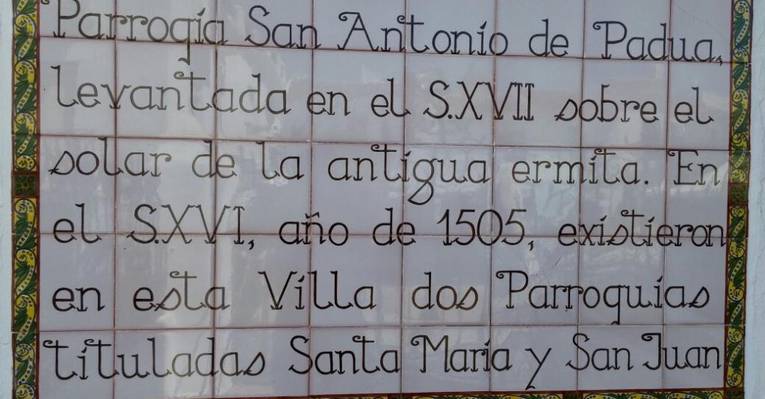 Parrogía San Antonio de Padua,
levantada en el S.XVII sobre el
solar de la antigua ermita. En
el S.XVI, año de 1505, existieron
en esta Villa dos Parroquias
tituladas Santa María y San Juan